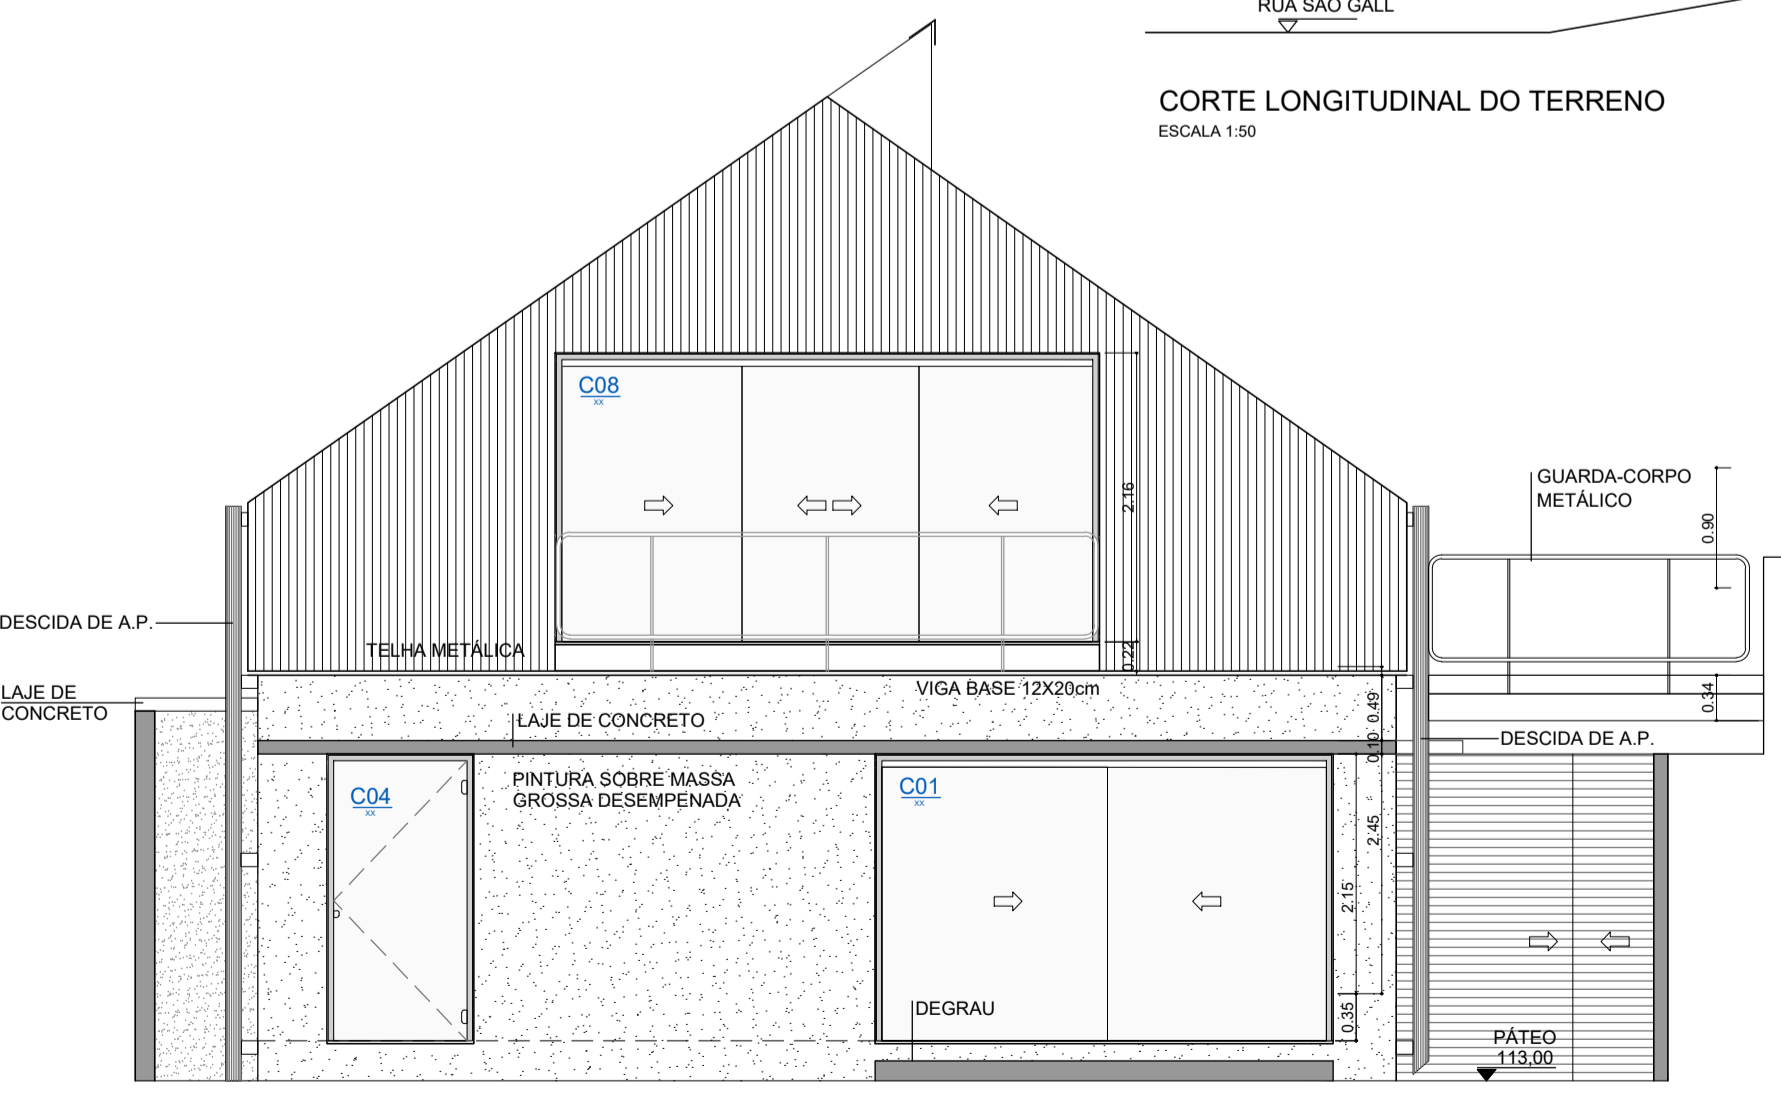 RUA SÃO GALL
CORTE LONGITUDINAL DO TERRENO
ESCALA 1:50
C08
xx
2.16
GUARDA-CORPO
METÁLICO
0.90
DESCIDA DE A.P.
TELHA METÁLICA
0.22
LAJE DE
CONCRETO
VIGA BASE 12X20cm
0.49
0.34
LAJE DE CONCRETO
0.10
DESCIDA DE A.P.
PINTURA SOBRE MASSA
GROSSA DESEMPENADA
C04
xx
C01
xx
2.45
2.15
DEGRAU
0.35
PÁTEO
113,00